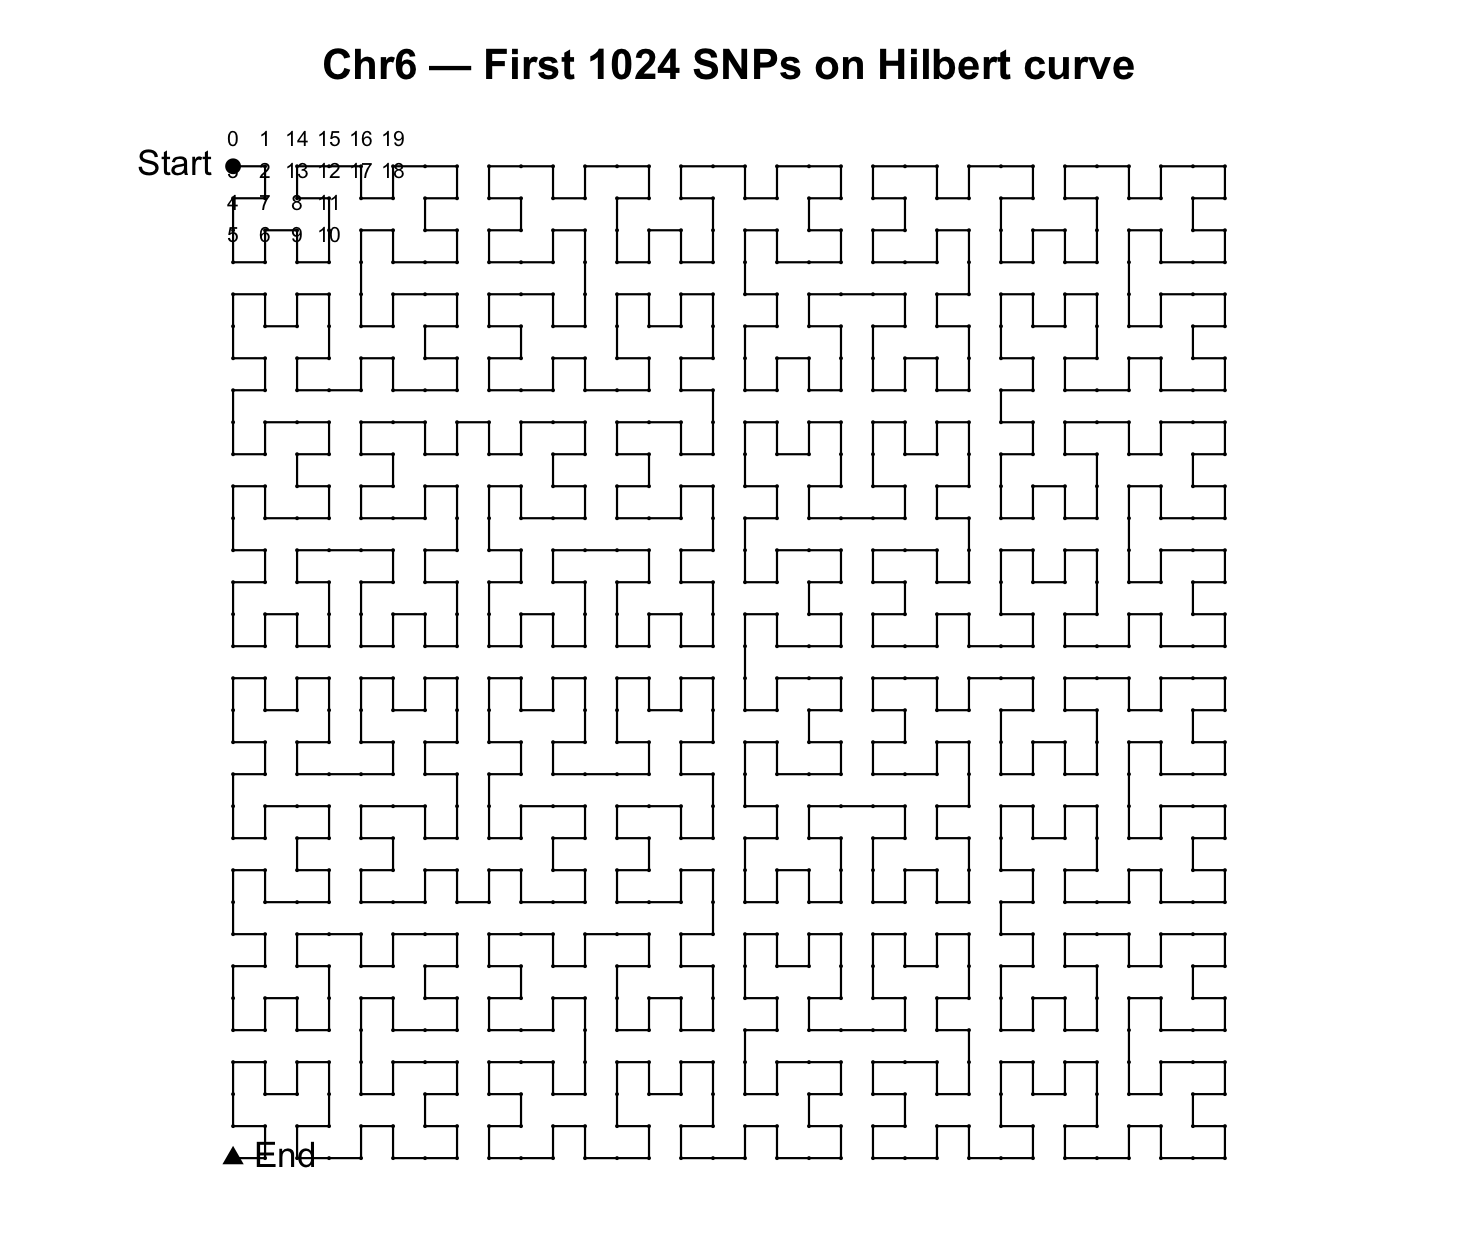 Chr6 — First 1024 SNPs on Hilbert curve
0 1 14 15 16 19
Start
3 2 13 12 17 18
4 7 8 11
5 6 9 10
End